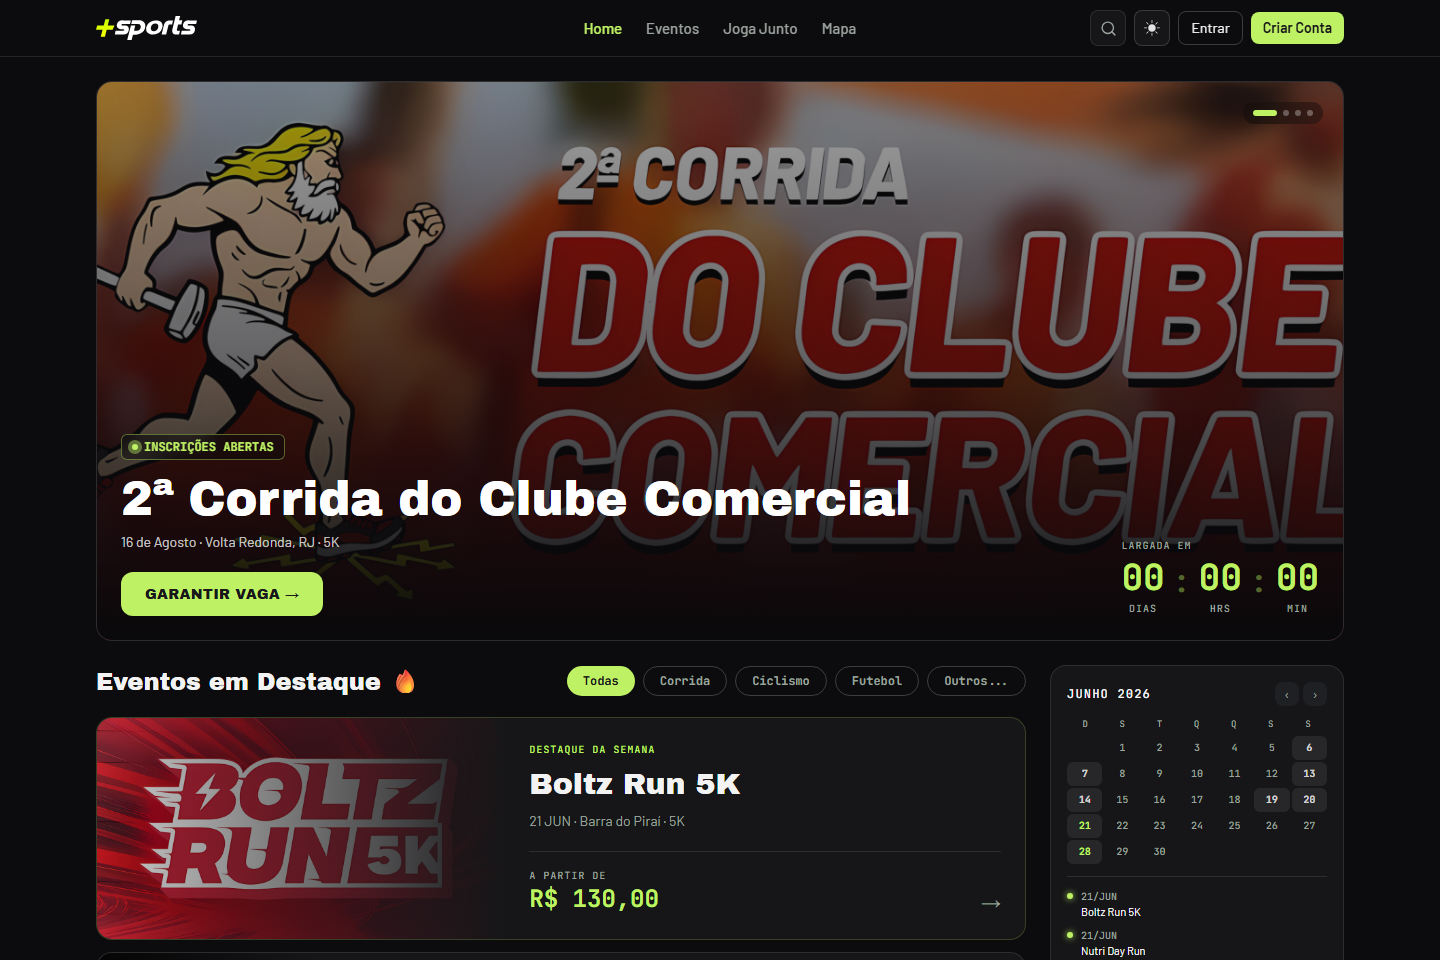 +sports
Home
Eventos
Joga Junto
Mapa
Entrar
Criar Conta
2ª CORRIDA
DO CLUBE
COMERCIAL
INSCRIÇÕES ABERTAS
2ª Corrida do Clube Comercial
16 de Agosto · Volta Redonda, RJ · 5K
GARANTIR VAGA →
LARGADA EM
00 : 00 : 00
DIAS HRS MIN
Eventos em Destaque 🔥
Todas
Corrida
Ciclismo
Futebol
Outros...
BOLTZ
RUN 5K
DESTAQUE DA SEMANA
Boltz Run 5K
21 JUN · Barra do Piraí · 5K
A PARTIR DE
R$ 130,00
→
JUNHO 2026
‹ ›
D S T Q Q S S
1 2 3 4 5 6
7 8 9 10 11 12 13
14 15 16 17 18 19 20
21 22 23 24 25 26 27
28 29 30
21/JUN
Boltz Run 5K
21/JUN
Nutri Day Run